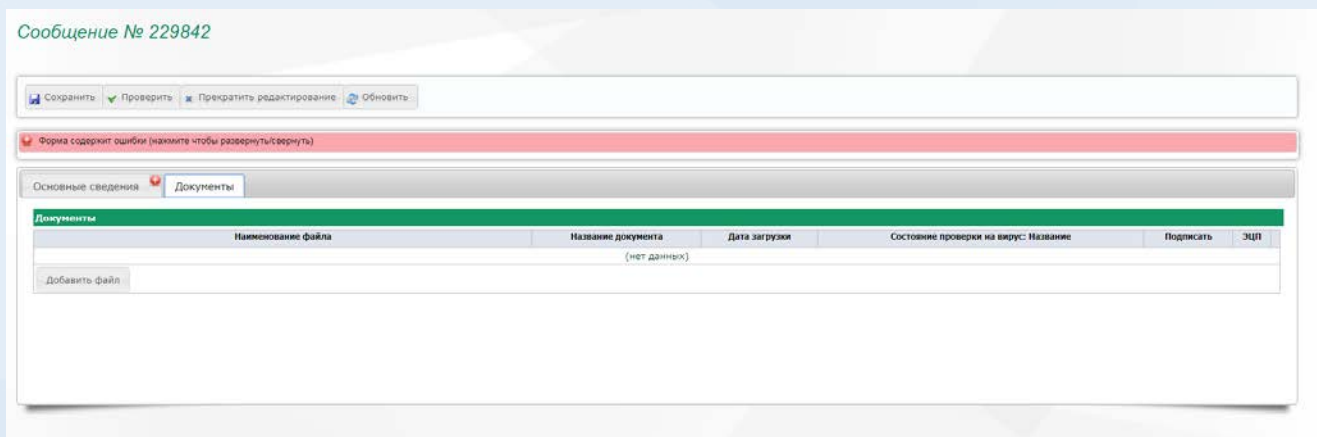 Сообщение № 229842
Сохранить Проверить Прекратить редактирование Обновить
Форма содержит ошибки (нажмите чтобы развернуть/свернуть)
Основные сведения Документы
Документы
Наименование файла Название документа Дата загрузки Состояние проверки на вирус: Название Подписать ЭЦП
(нет данных)
Добавить файл